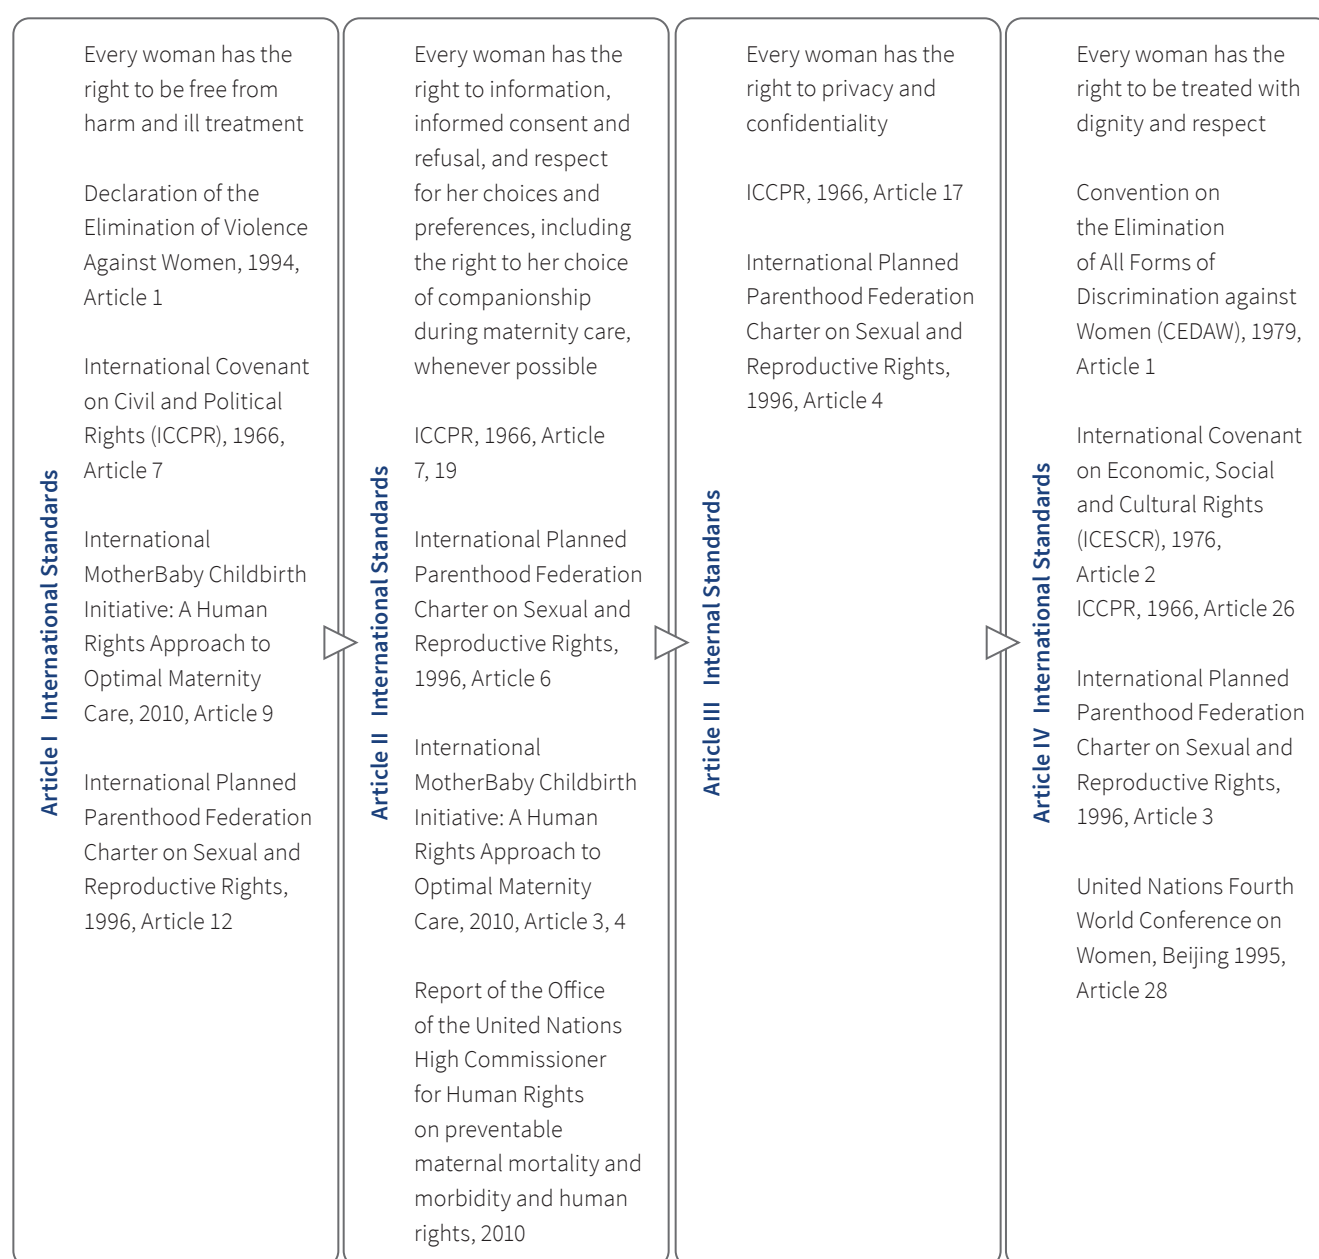 Article I International Standards
Every woman has the
right to be free from
harm and ill treatment
Declaration of the
Elimination of Violence
Against Women, 1994,
Article 1
International Covenant
on Civil and Political
Rights (ICCPR), 1966,
Article 7
International
MotherBaby Childbirth
Initiative: A Human
Rights Approach to
Optimal Maternity
Care, 2010, Article 9
International Planned
Parenthood Federation
Charter on Sexual and
Reproductive Rights,
1996, Article 12
Article II International Standards
Every woman has the
right to information,
informed consent and
refusal, and respect
for her choices and
preferences, including
the right to her choice
of companionship
during maternity care,
whenever possible
ICCPR, 1966, Article
7, 19
International Planned
Parenthood Federation
Charter on Sexual and
Reproductive Rights,
1996, Article 6
International
MotherBaby Childbirth
Initiative: A Human
Rights Approach to
Optimal Maternity
Care, 2010, Article 3, 4
Report of the Office
of the United Nations
High Commissioner
for Human Rights
on preventable
maternal mortality and
morbidity and human
rights, 2010
Article III Internal Standards
Every woman has the
right to privacy and
confidentiality
ICCPR, 1966, Article 17
International Planned
Parenthood Federation
Charter on Sexual and
Reproductive Rights,
1996, Article 4
Article IV International Standards
Every woman has the
right to be treated with
dignity and respect
Convention on
the Elimination
of All Forms of
Discrimination against
Women (CEDAW), 1979,
Article 1
International Covenant
on Economic, Social
and Cultural Rights
(ICESCR), 1976,
Article 2
ICCPR, 1966, Article 26
International Planned
Parenthood Federation
Charter on Sexual and
Reproductive Rights,
1996, Article 3
United Nations Fourth
World Conference on
Women, Beijing 1995,
Article 28